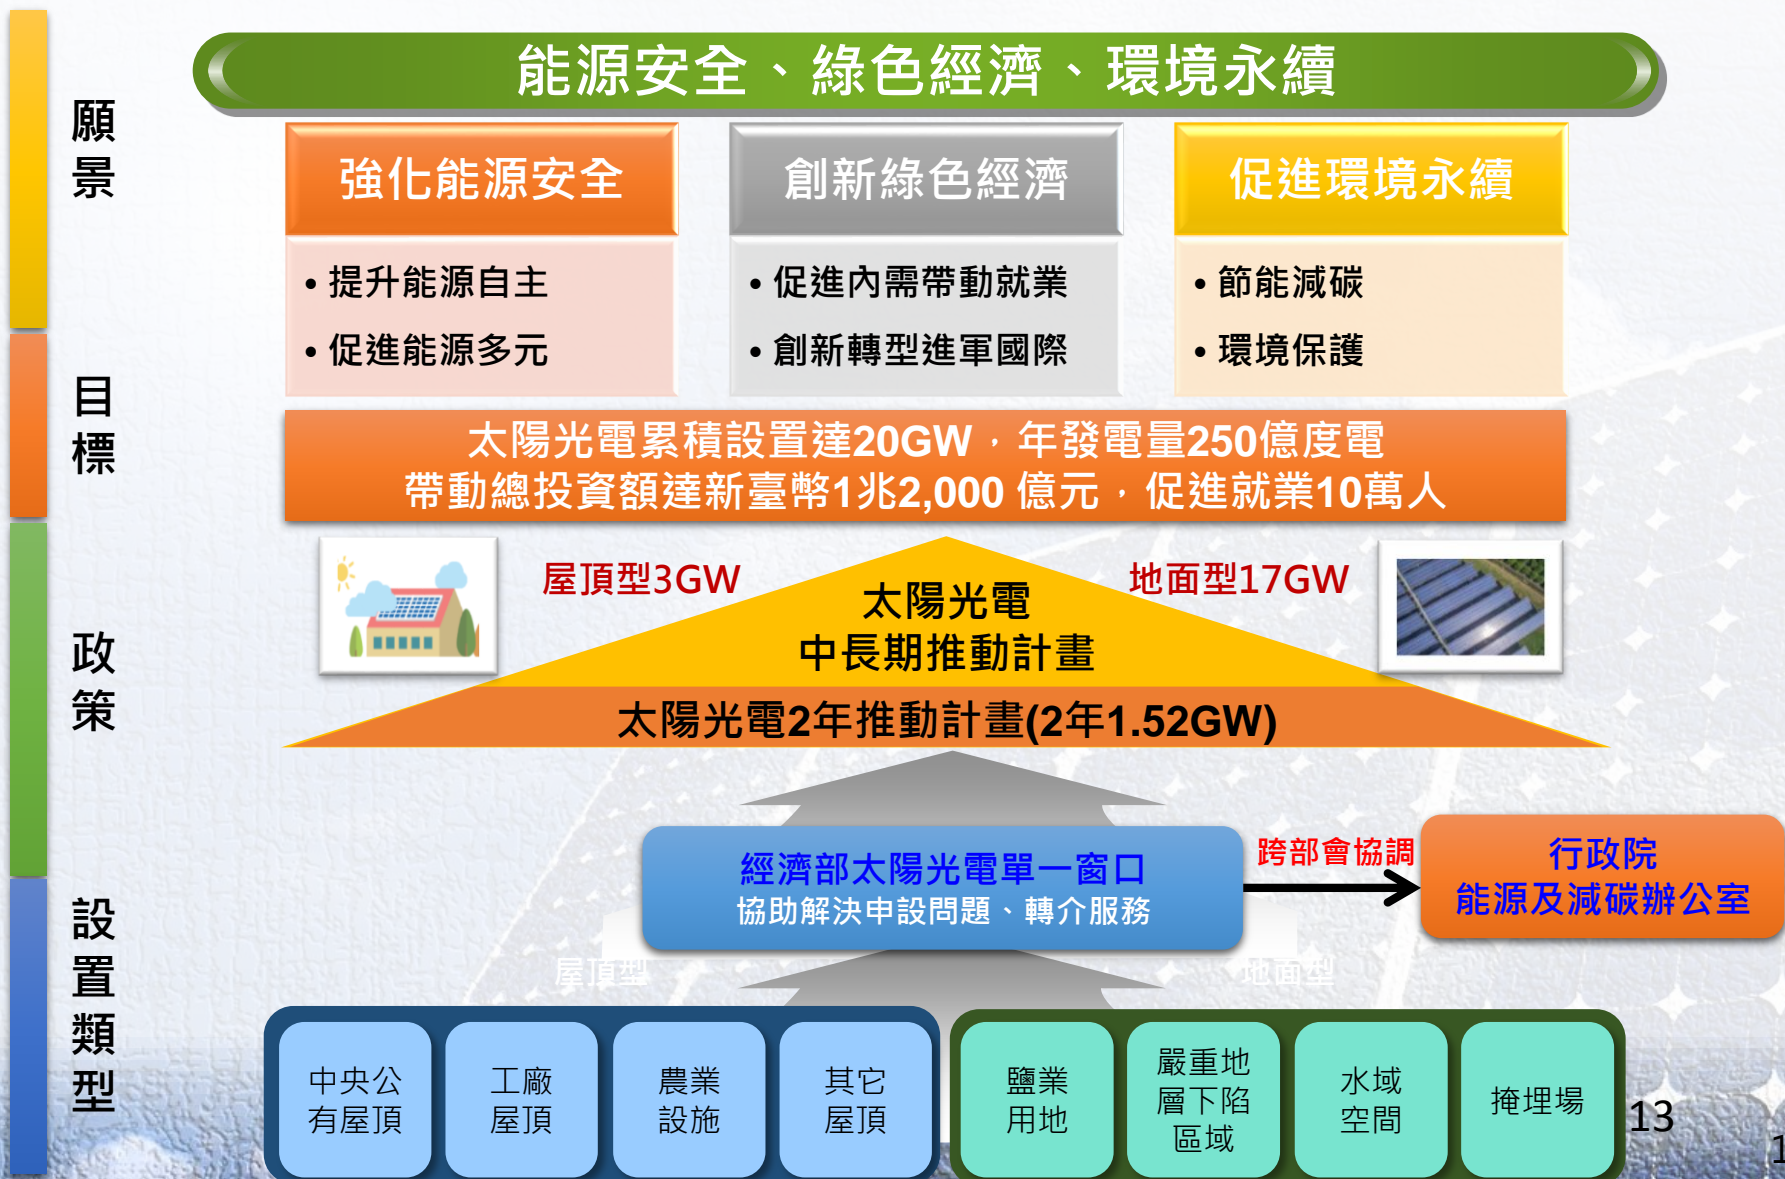 能源安全、綠色經濟、環境永續
願景
強化能源安全
• 提升能源自主
• 促進能源多元
創新綠色經濟
• 促進內需帶動就業
• 創新轉型進軍國際
促進環境永續
• 節能減碳
• 環境保護
目標
太陽光電累積設置達20GW，年發電量250億度電
帶動總投資額達新臺幣1兆2,000 億元，促進就業10萬人
政策
屋頂型3GW
地面型17GW
太陽光電
中長期推動計畫
太陽光電2年推動計畫(2年1.52GW)
經濟部太陽光電單一窗口
協助解決申設問題、轉介服務
跨部會協調
行政院
能源及減碳辦公室
設置類型
屋頂型
地面型
中央公
有屋頂
工廠
屋頂
農業
設施
其它
屋頂
鹽業
用地
嚴重地
層下陷
區域
水域
空間
掩埋場
13
1